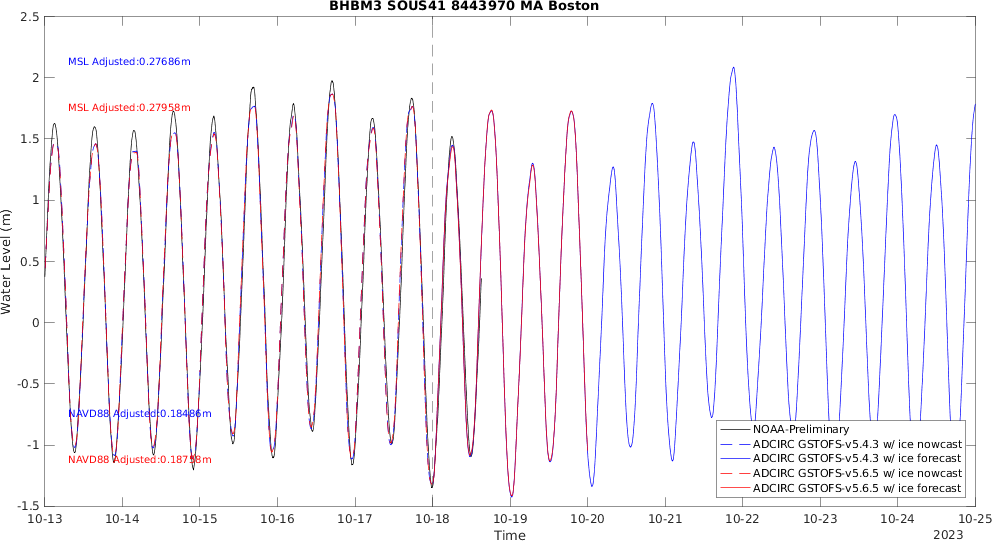 BHBM3 SOUS41 8443970 MA Boston
2.5
2
1.5
1
0.5
0
-0.5
-1
-1.5
Water Level (m)
MSL Adjusted:0.27686m
MSL Adjusted:0.27958m
NAVD88 Adjusted:0.18486m
NAVD88 Adjusted:0.18758m
NOAA-Preliminary
ADCIRC GSTOFS-v5.4.3 w/ ice nowcast
ADCIRC GSTOFS-v5.4.3 w/ ice forecast
ADCIRC GSTOFS-v5.6.5 w/ ice nowcast
ADCIRC GSTOFS-v5.6.5 w/ ice forecast
10-13 10-14 10-15 10-16 10-17 10-18 10-19 10-20 10-21 10-22 10-23 10-24 10-25
Time
2023